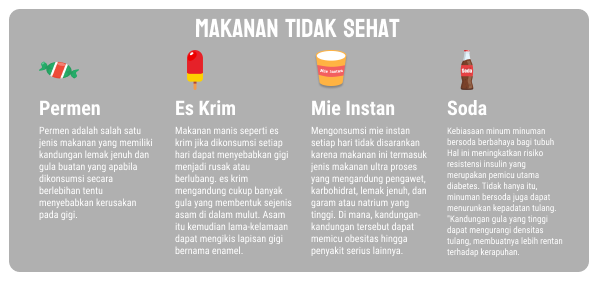 MAKANAN TIDAK SEHAT
Permen
Permen adalah salah satu
jenis makanan yang memiliki
kandungan lemak jenuh dan
gula buatan yang apabila
dikonsumsi secara
berlebihan tentu
menyebabkan kerusakan
pada gigi.
Es Krim
Makanan manis seperti es
krim jika dikonsumsi setiap
hari dapat menyebabkan gigi
menjadi rusak atau
berlubang. es krim
mengandung cukup banyak
gula yang membentuk sejenis
asam di dalam mulut. Asam
itu kemudian lama-kelamaan
dapat mengikis lapisan gigi
bernama enamel.
Mie Instan
Mengonsumsi mie instan
setiap hari tidak disarankan
karena makanan ini termasuk
jenis makanan ultra proses
yang mengandung pengawet,
karbohidrat, lemak jenuh, dan
garam atau natrium yang
tinggi. Di mana, kandungan-
kandungan tersebut dapat
memicu obesitas hingga
penyakit serius lainnya.
Soda
Soda
Kebiasaan minum minuman
bersoda berbahaya bagi tubuh
Hal ini meningkatkan risiko
resistensi insulin yang
merupakan pemicu utama
diabetes. Tidak hanya itu,
minuman bersoda juga dapat
menurunkan kepadatan tulang.
"Kandungan gula yang tinggi
dapat mengurangi densitas
tulang, membuatnya lebih rentan
terhadap kerapuhan.